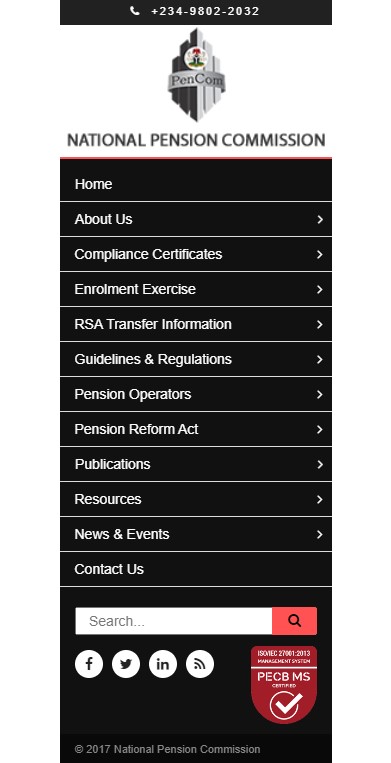 +234-9802-2032
PenCom
NATIONAL PENSION COMMISSION
Home
About Us
Compliance Certificates
Enrolment Exercise
RSA Transfer Information
Guidelines & Regulations
Pension Operators
Pension Reform Act
Publications
Resources
News & Events
Contact Us
Search...
ISO/IEC 27001:2013
MANAGEMENT SYSTEM
PECB MS
CERTIFIED
© 2017 National Pension Commission